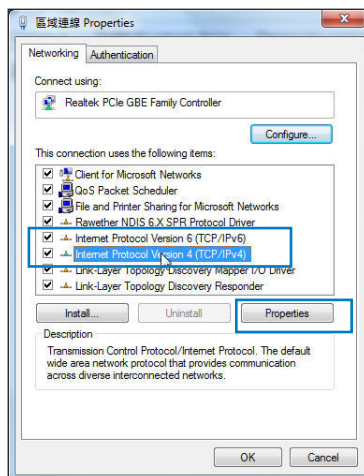 區域連線 Properties
Networking
Authentication
Connect using:
Realtek PCIe GBE Family Controller
Configure...
This connection uses the following items:
Client for Microsoft Networks
QoS Packet Scheduler
File and Printer Sharing for Microsoft Networks
Rawether NDIS 6.X SPR Protocol Driver
Internet Protocol Version 6 (TCP/IPv6)
Internet Protocol Version 4 (TCP/IPv4)
Link-Layer Topology Discovery Mapper I/O Driver
Link-Layer Topology Discovery Responder
Install...
Uninstall
Properties
Description
Transmission Control Protocol/Internet Protocol. The default
wide area network protocol that provides communication
across diverse interconnected networks.
OK
Cancel